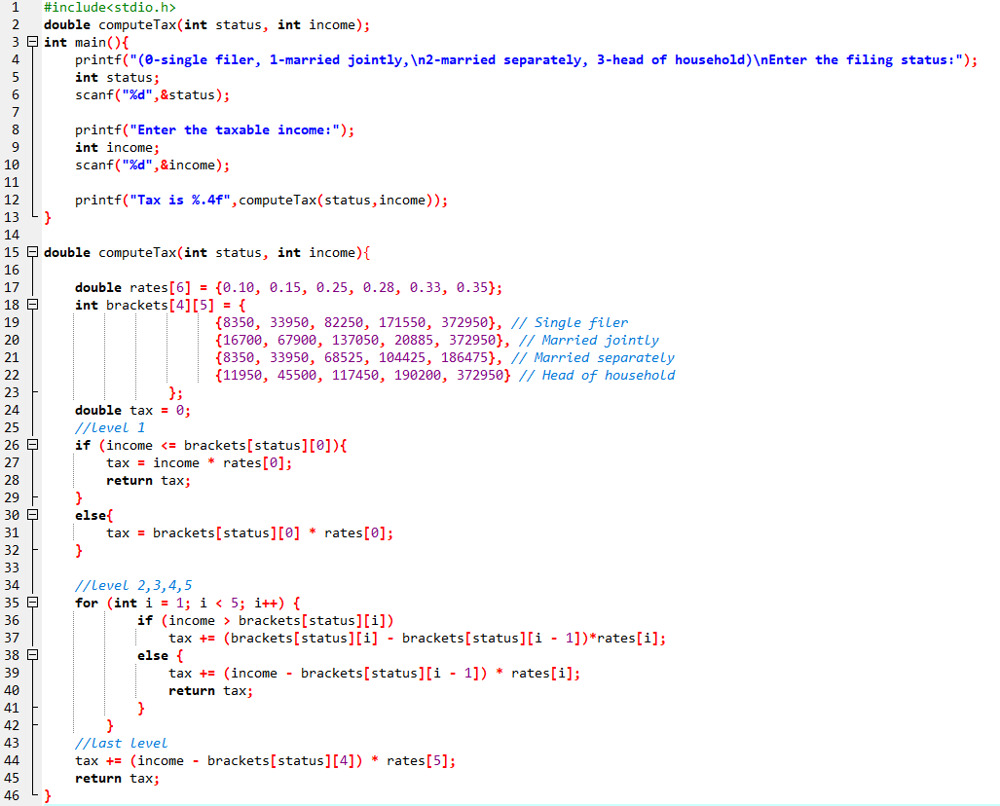 1 #include<stdio.h>
2 double computeTax(int status, int income);
3 int main(){
4 printf("(0-single filer, 1-married jointly,\n2-married separately, 3-head of household)\nEnter the filing status:");
5 int status;
6 scanf("%d",&status);
7
8 printf("Enter the taxable income:");
9 int income;
10 scanf("%d",&income);
11
12 printf("Tax is %.4f",computeTax(status,income));
13 }
14
15 double computeTax(int status, int income){
16
17 double rates[6] = {0.10, 0.15, 0.25, 0.28, 0.33, 0.35};
18 int brackets[4][5] = {
19 {8350, 33950, 82250, 171550, 372950}, // Single filer
20 {16700, 67900, 137050, 20885, 372950}, // Married jointly
21 {8350, 33950, 68525, 104425, 186475}, // Married separately
22 {11950, 45500, 117450, 190200, 372950} // Head of household
23 };
24 double tax = 0;
25 //level 1
26 if (income <= brackets[status][0]){
27 tax = income * rates[0];
28 return tax;
29 }
30 else{
31 tax = brackets[status][0] * rates[0];
32 }
33
34 //level 2,3,4,5
35 for (int i = 1; i < 5; i++) {
36 if (income > brackets[status][i])
37 tax += (brackets[status][i] - brackets[status][i - 1])*rates[i];
38 else {
39 tax += (income - brackets[status][i - 1]) * rates[i];
40 return tax;
41 }
42 }
43 //last level
44 tax += (income - brackets[status][4]) * rates[5];
45 return tax;
46 }